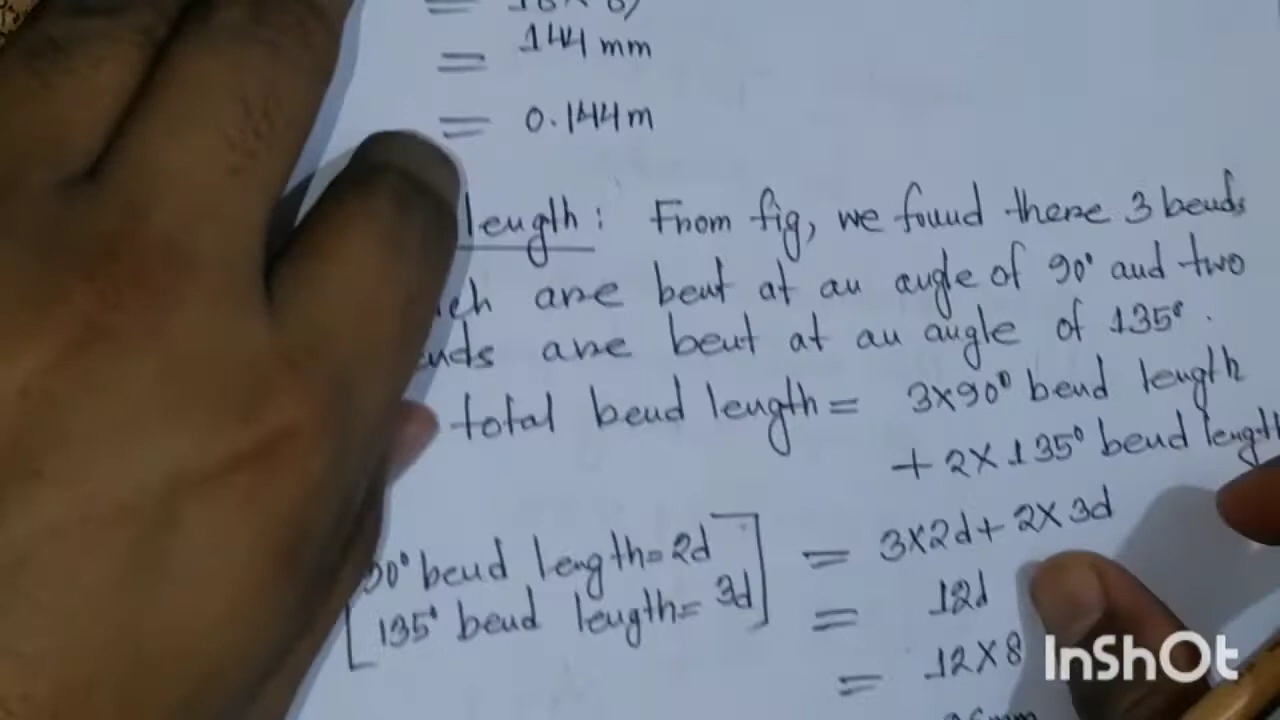 = 144 mm
= 0.144m
length: From fig, we found there 3 bends
are bent at an angle of 90° and two
are bent at an angle of 135°.
total bend length = 3×90° bend length
+ 2×135° bend length
bend length=2d = 3×2d+2×3d
135° bend length= 3d = 12d
= 12×8
InShOt